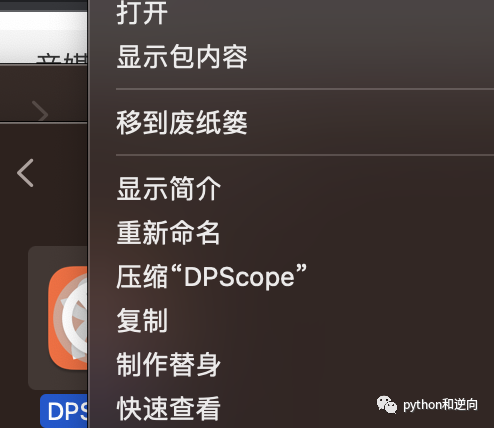 打开
显示包内容
移到废纸篓
显示简介
重新命名
压缩“DPScope”
复制
制作替身
快速查看
DPS
python和逆向